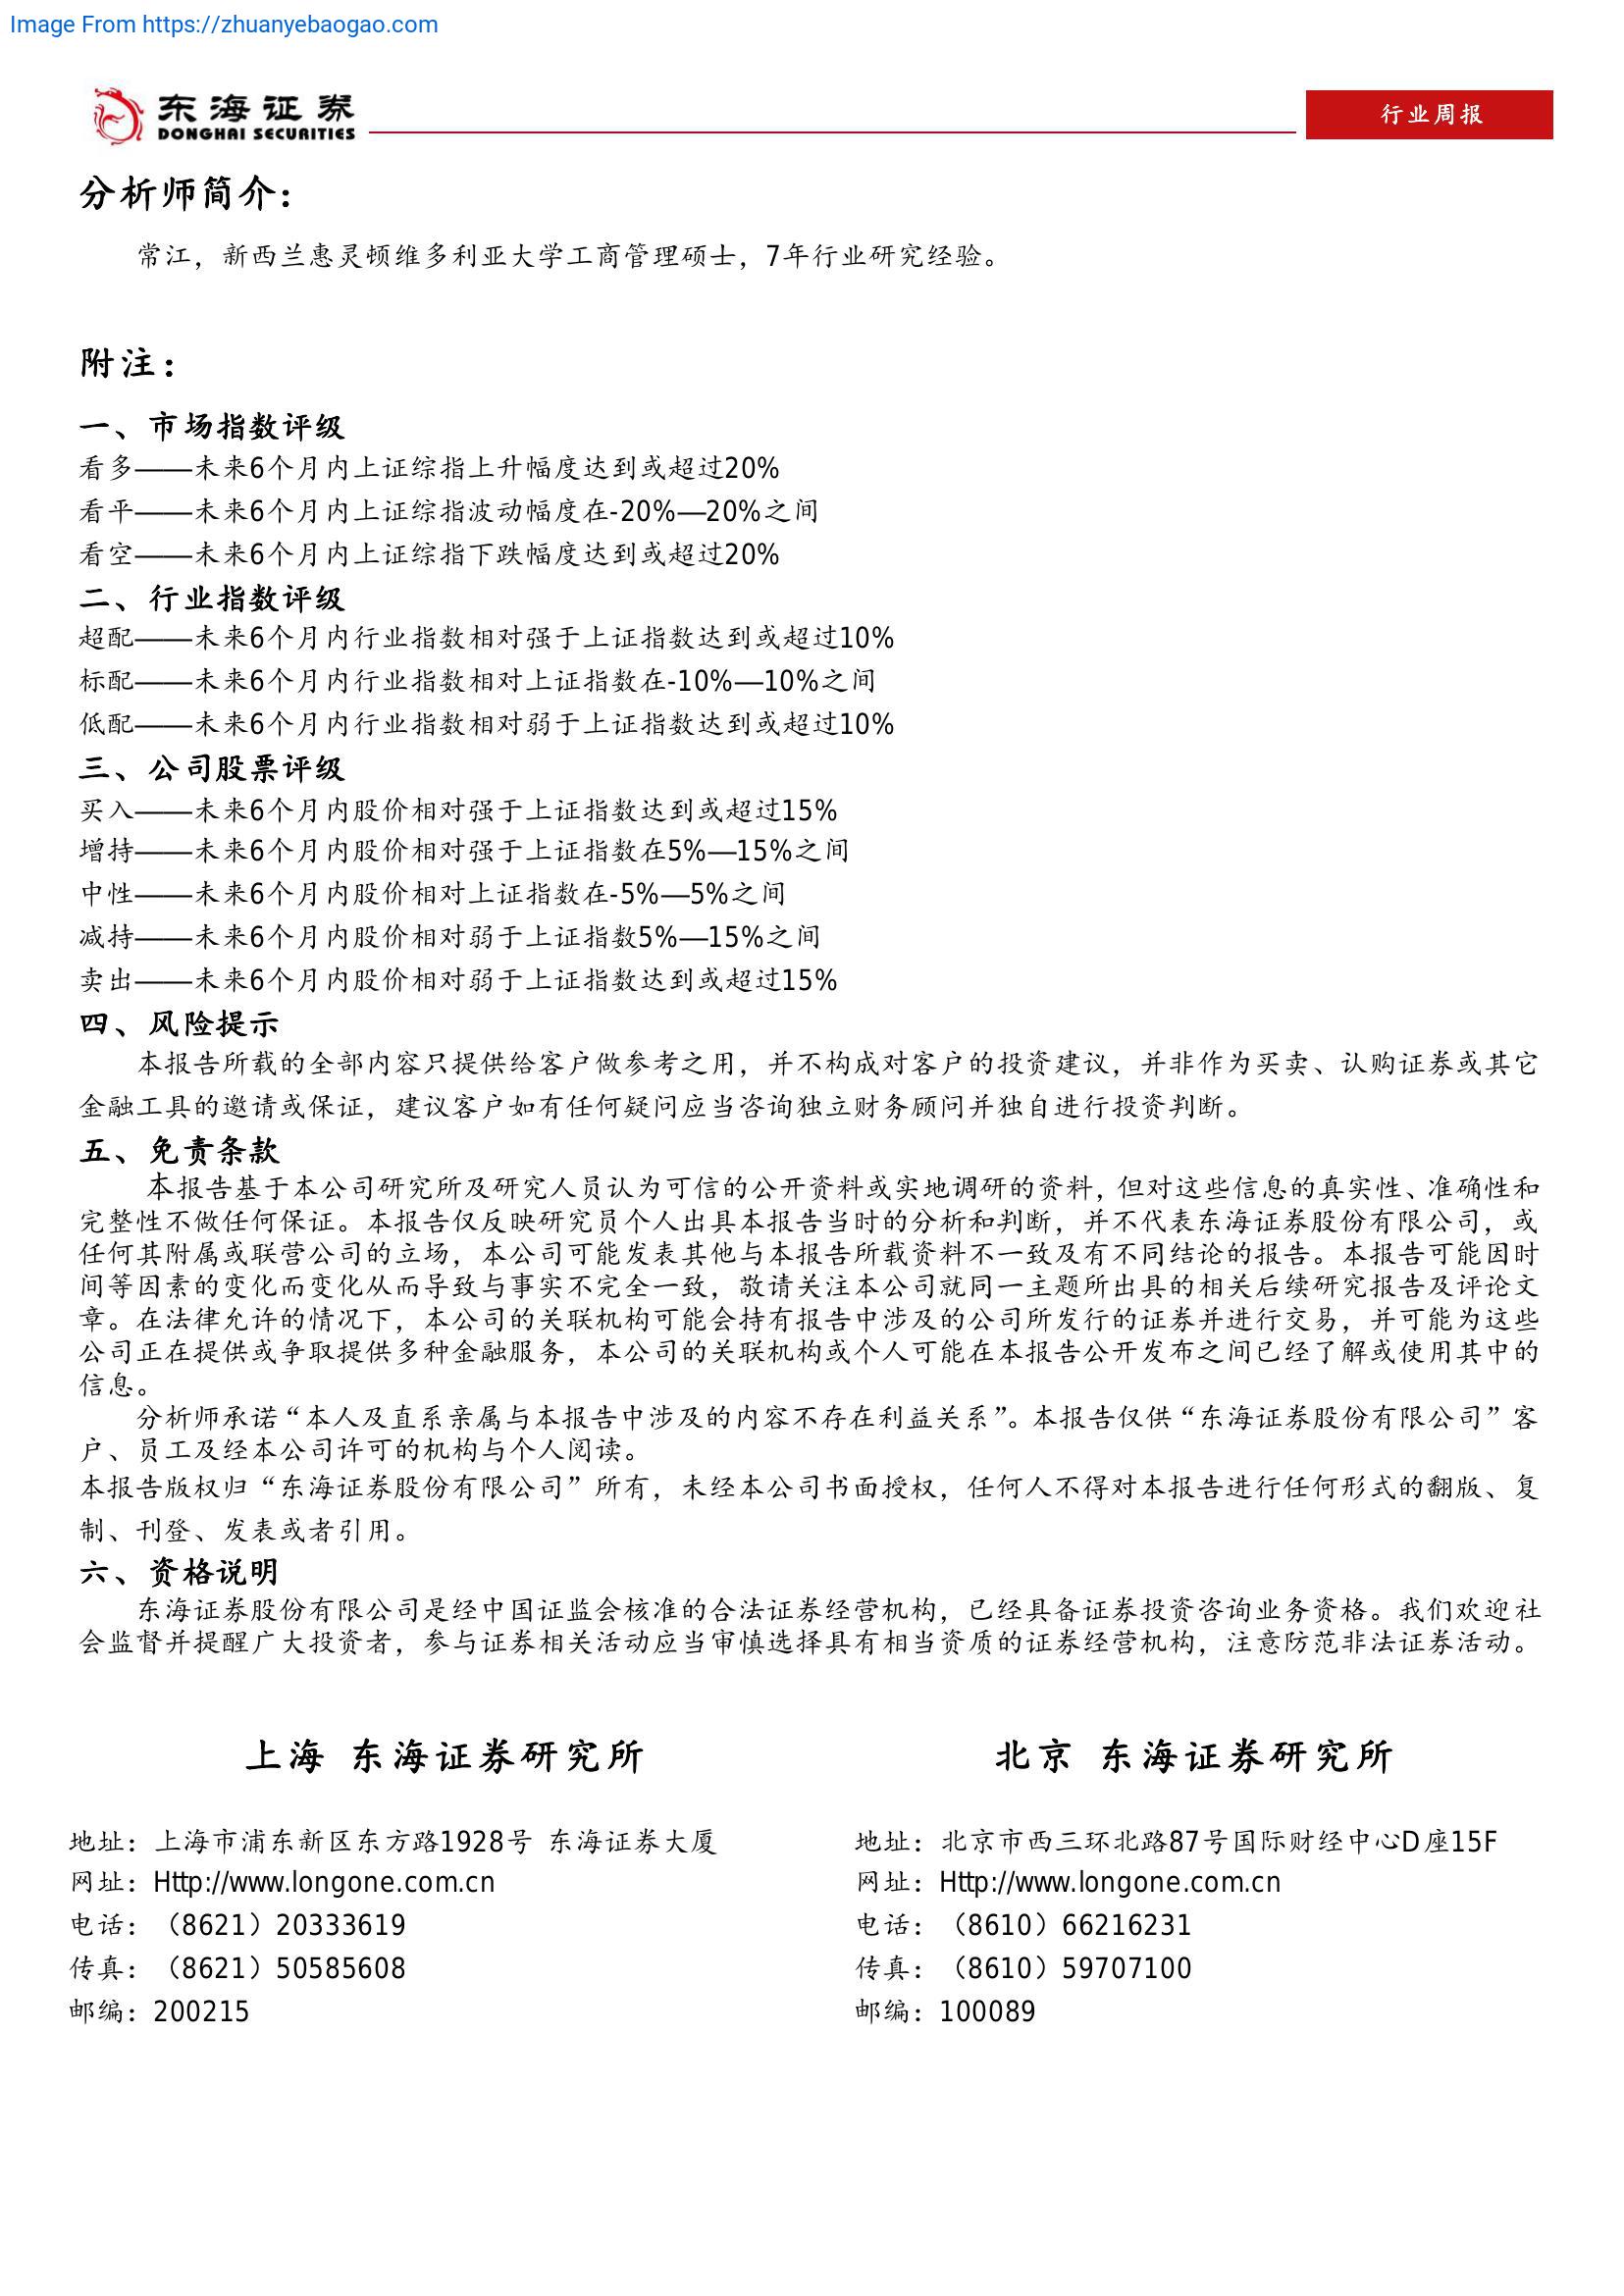 Image From https://zhuanyebaogao.com
东海证券
DONGHAI SECURITIES
行业周报
分析师简介：
常江，新西兰惠灵顿维多利亚大学工商管理硕士，7年行业研究经验。
附注：
一、市场指数评级
看多——未来6个月内上证综指上升幅度达到或超过20%
看平——未来6个月内上证综指波动幅度在-20%—20%之间
看空——未来6个月内上证综指下跌幅度达到或超过20%
二、行业指数评级
超配——未来6个月内行业指数相对强于上证指数达到或超过10%
标配——未来6个月内行业指数相对上证指数在-10%—10%之间
低配——未来6个月内行业指数相对弱于上证指数达到或超过10%
三、公司股票评级
买入——未来6个月内股价相对强于上证指数达到或超过15%
增持——未来6个月内股价相对强于上证指数在5%—15%之间
中性——未来6个月内股价相对上证指数在-5%—5%之间
减持——未来6个月内股价相对弱于上证指数5%—15%之间
卖出——未来6个月内股价相对弱于上证指数达到或超过15%
四、风险提示
本报告所载的全部内容只提供给客户做参考之用，并不构成对客户的投资建议，并非作为买卖、认购证券或其它
金融工具的邀请或保证，建议客户如有任何疑问应当咨询独立财务顾问并独自进行投资判断。
五、免责条款
本报告基于本公司研究所及研究人员认为可信的公开资料或实地调研的资料，但对这些信息的真实性、准确性和
完整性不做任何保证。本报告仅反映研究员个人出具本报告当时的分析和判断，并不代表东海证券股份有限公司，或
任何其附属或联营公司的立场，本公司可能发表其他与本报告所载资料不一致及有不同结论的报告。本报告可能因时
间等因素的变化而变化从而导致与事实不完全一致，敬请关注本公司就同一主题所出具的相关后续研究报告及评论文
章。在法律允许的情况下，本公司的关联机构可能会持有报告中涉及的公司所发行的证券并进行交易，并可能为这些
公司正在提供或争取提供多种金融服务，本公司的关联机构或个人可能在本报告公开发布之间已经了解或使用其中的
信息。
分析师承诺“本人及直系亲属与本报告中涉及的内容不存在利益关系”。本报告仅供“东海证券股份有限公司”客
户、员工及经本公司许可的机构与个人阅读。
本报告版权归“东海证券股份有限公司”所有，未经本公司书面授权，任何人不得对本报告进行任何形式的翻版、复
制、刊登、发表或者引用。
六、资格说明
东海证券股份有限公司是经中国证监会核准的合法证券经营机构，已经具备证券投资咨询业务资格。我们欢迎社
会监督并提醒广大投资者，参与证券相关活动应当审慎选择具有相当资质的证券经营机构，注意防范非法证券活动。
上海 东海证券研究所
地址：上海市浦东新区东方路1928号 东海证券大厦
网址：Http://www.longone.com.cn
电话：（8621）20333619
传真：（8621）50585608
邮编：200215
北京 东海证券研究所
地址：北京市西三环北路87号国际财经中心D座15F
网址：Http://www.longone.com.cn
电话：（8610）66216231
传真：（8610）59707100
邮编：100089